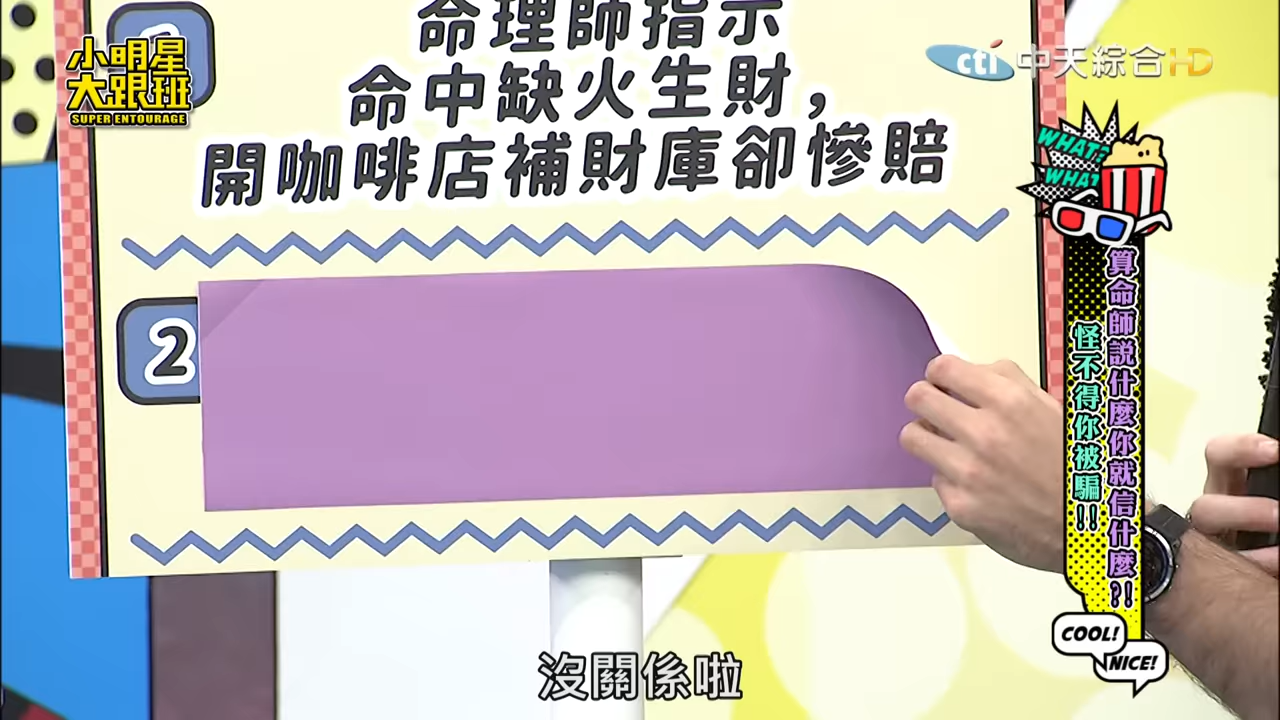 小明星
大跟班
SUPER ENTOURAGE
cti 中天綜合HD
命理師指示
命中缺火生財，
開咖啡店補財庫卻慘賠
2
WHAT?
WHAT
算命師說什麼你就信什麼?!
怪不得你被騙!!
COOL!
NICE!
沒關係啦